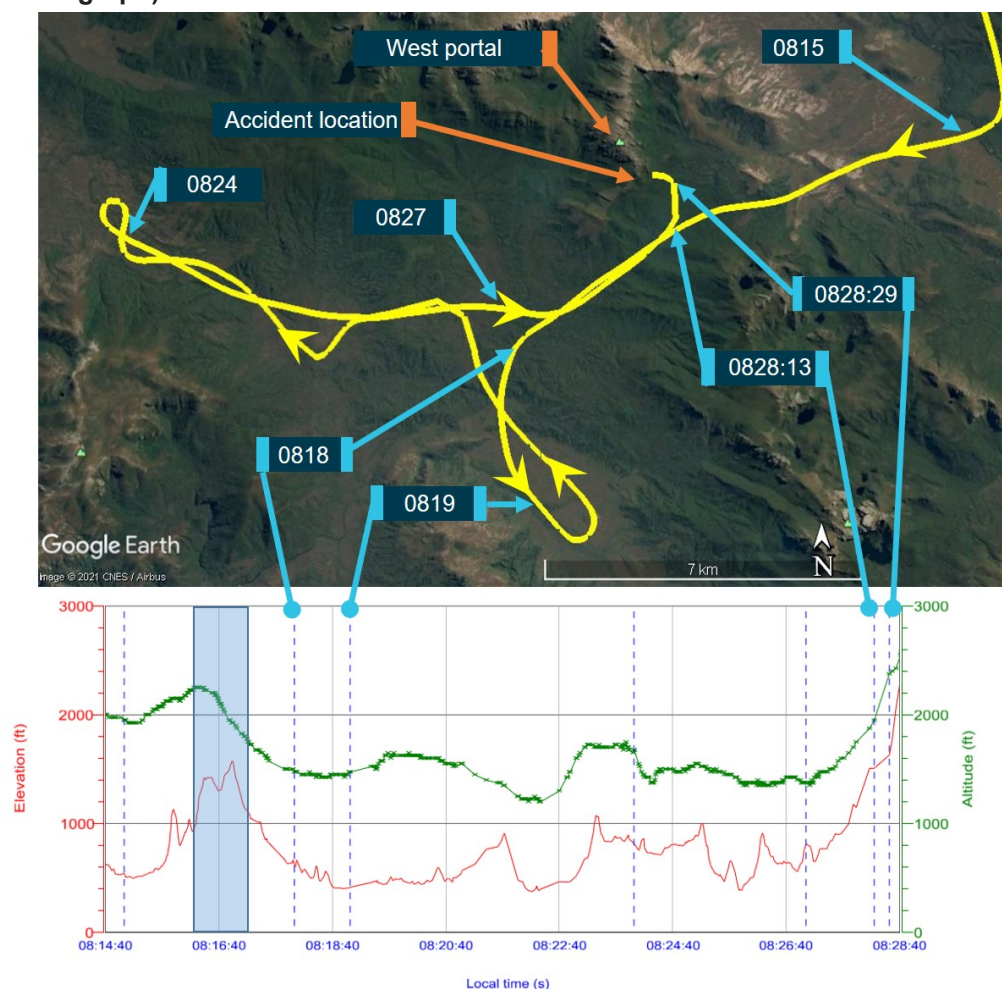 West portal
0815
Accident location
0824
0827
0828:29
0828:13
0818
0819
Google Earth
Image © 2021 CNES / Airbus
7 km
N
3000
3000
2000
2000
1000
1000
0
0
Elevation (ft)
Altitude (ft)
08:14:40
08:16:40
08:18:40
08:20:40
08:22:40
08:24:40
08:26:40
08:28:40
Local time (s)